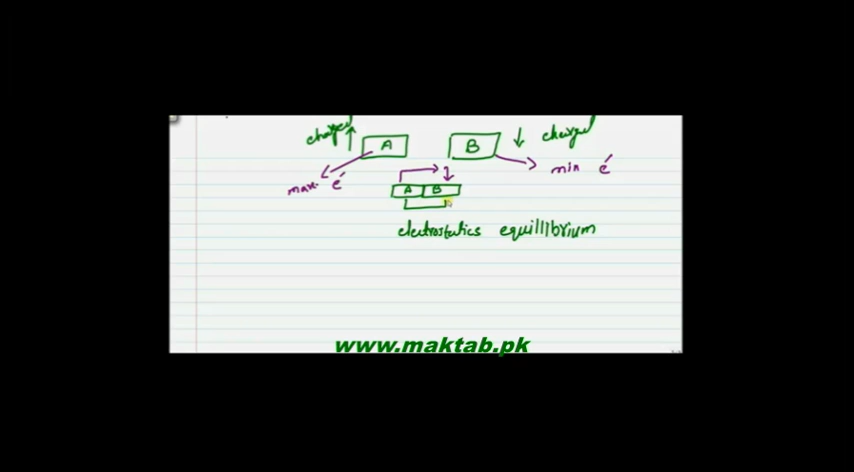 charged ↑ A B ↓ charged
max. e⁻ min e⁻
A B
electrostatics equillibrium
www.maktab.pk